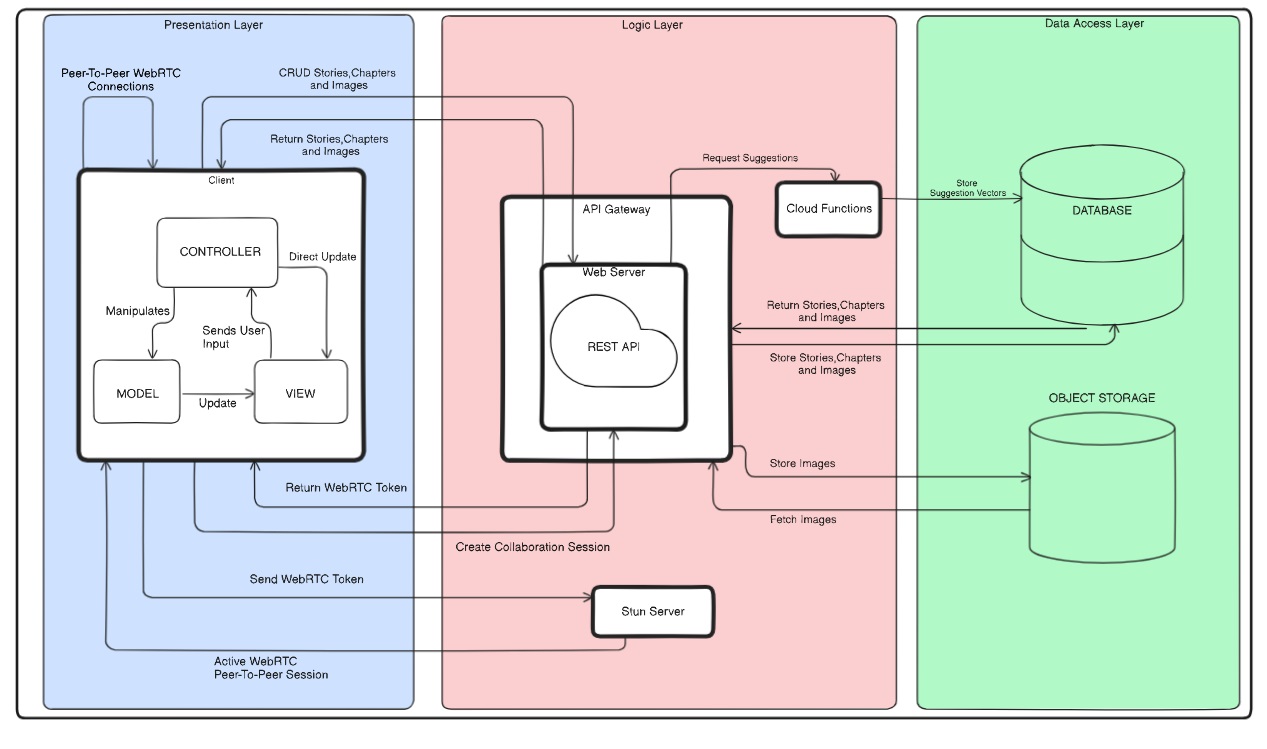 Presentation Layer
Logic Layer
Data Access Layer
Peer-To-Peer WebRTC
Connections
CRUD Stories,Chapters
and Images
Return Stories,Chapters
and Images
Client
CONTROLLER
Direct Update
Manipulates
Sends User
Input
MODEL
Update
VIEW
Request Suggestions
Cloud Functions
API Gateway
Web Server
REST API
Store
Suggestion Vectors
DATABASE
Return Stories,Chapters
and Images
Store Stories,Chapters
and Images
OBJECT STORAGE
Store Images
Fetch Images
Return WebRTC Token
Create Collaboration Session
Send WebRTC Token
Stun Server
Active WebRTC
Peer-To-Peer Session